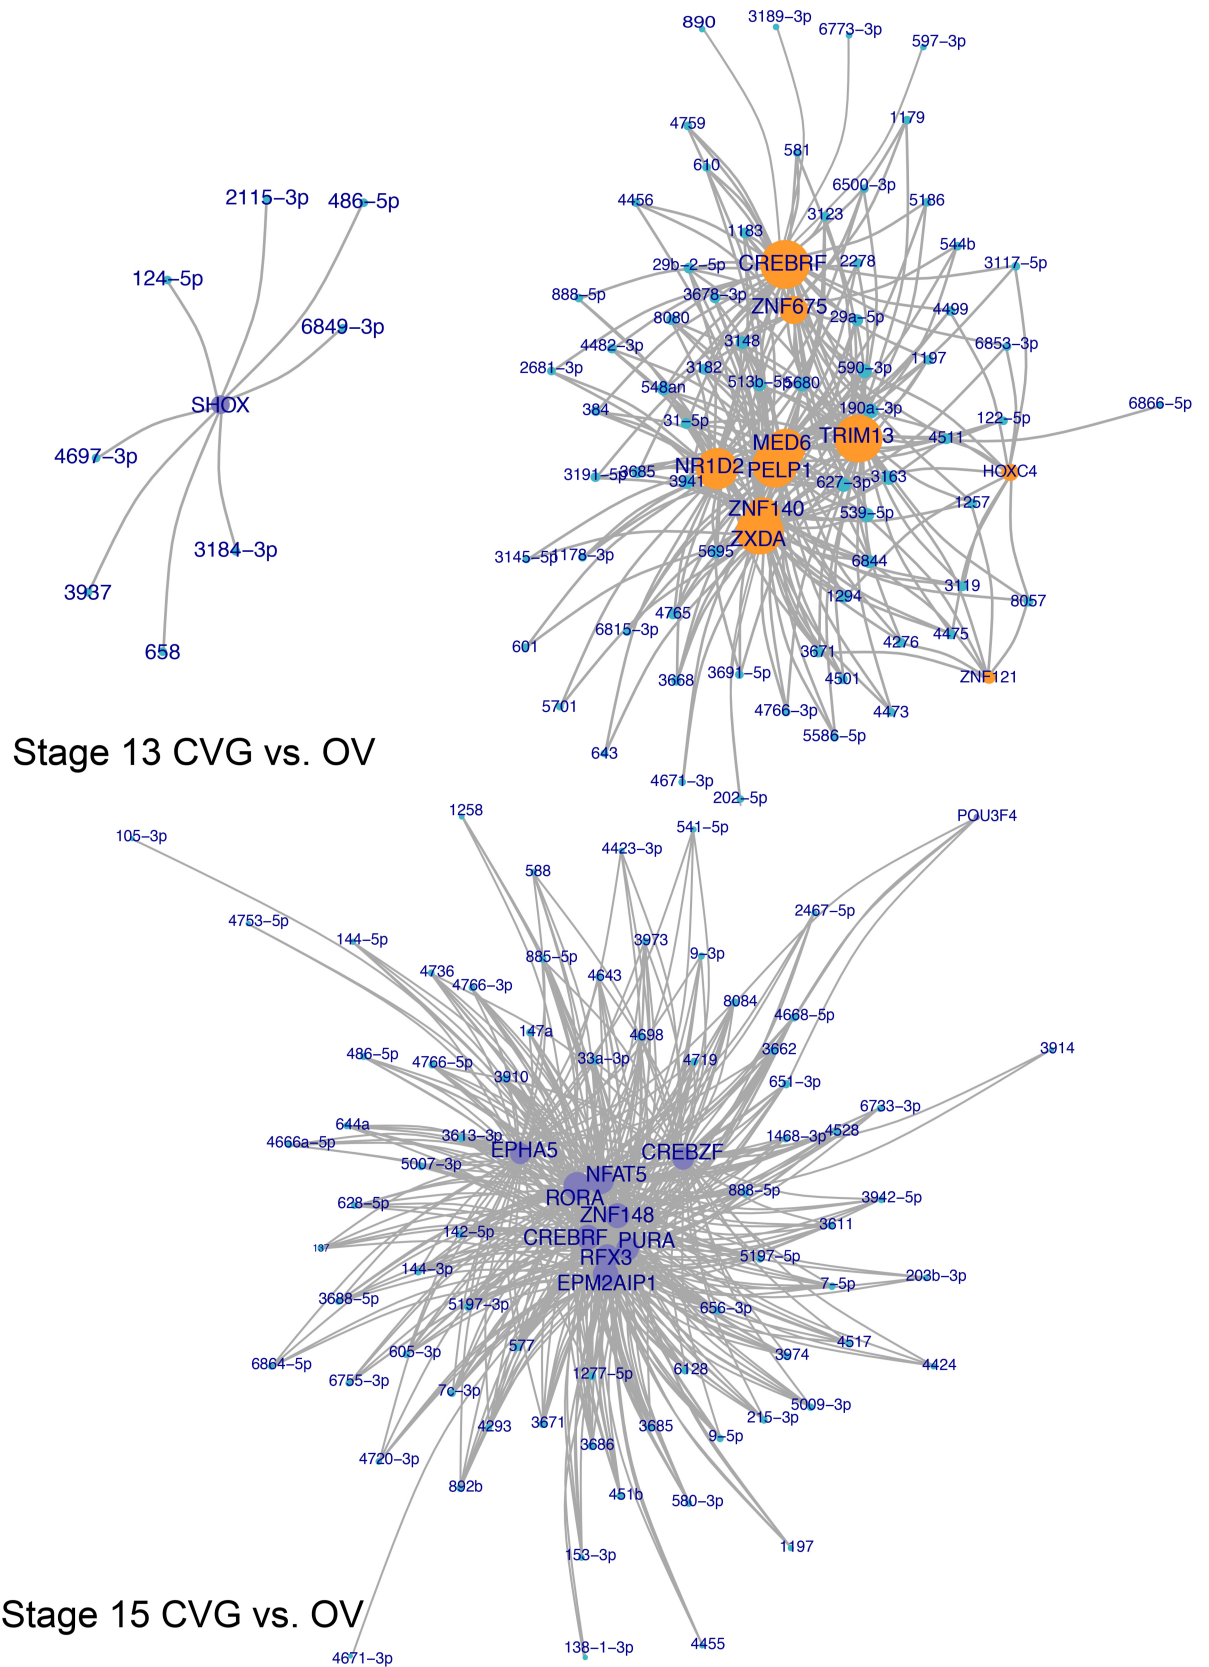 890
3189-3p
6773-3p
597-3p
4759
1179
610
581
6500-3p
2115-3p
486-5p
4456
3123
5186
1183
544b
124-5p
29b-2-5p
CREBRF
2278
3117-5p
888-5p
3678-3p
ZNF675
29a-5p
4499
6849-3p
8080
4482-3p
3148
6853-3p
2681-3p
3182
590-3p
1197
548an
513b-5p
5680
SHOX
384
31-5p
190a-3p
122-5p
6866-5p
MED6
TRIM13
4511
4697-3p
3191-5p
3685
NR1D2
PELP1
3941
627-3p
3163
HOXC4
ZNF140
539-5p
1257
ZXDA
3184-3p
3145-5p
1178-3p
5695
6844
3937
4765
1294
3119
8057
658
601
6815-3p
3671
4276
4475
3668
3691-5p
4501
ZNF121
5701
4766-3p
4473
5586-5p
643
Stage 13 CVG vs. OV
4671-3p
202-5p
1258
POU3F4
105-3p
541-5p
4423-3p
588
4753-5p
2467-5p
144-5p
3973
885-5p
9-3p
4736
4766-3p
4643
8084
4668-5p
147a
4698
486-5p
4766-5p
33a-3p
4719
3662
3914
3910
651-3p
6733-3p
644a
4666a-5p
3613-3p
EPHA5
CREBZF
1468-3p
4528
5007-3p
NFAT5
RORA
888-5p
3942-5p
628-5p
ZNF148
3611
142-5p
CREBRF
PURA
137
RFX3
5197-5p
144-3p
EPM2AIP1
7-5p
203b-3p
3688-5p
5197-3p
656-3p
577
4517
605-3p
3974
6864-5p
6755-3p
1277-5p
6128
4424
7c-3p
5009-3p
4293
3671
3685
215-3p
3686
9-5p
4720-3p
892b
451b
580-3p
153-3p
1197
Stage 15 CVG vs. OV
138-1-3p
4455
4671-3p